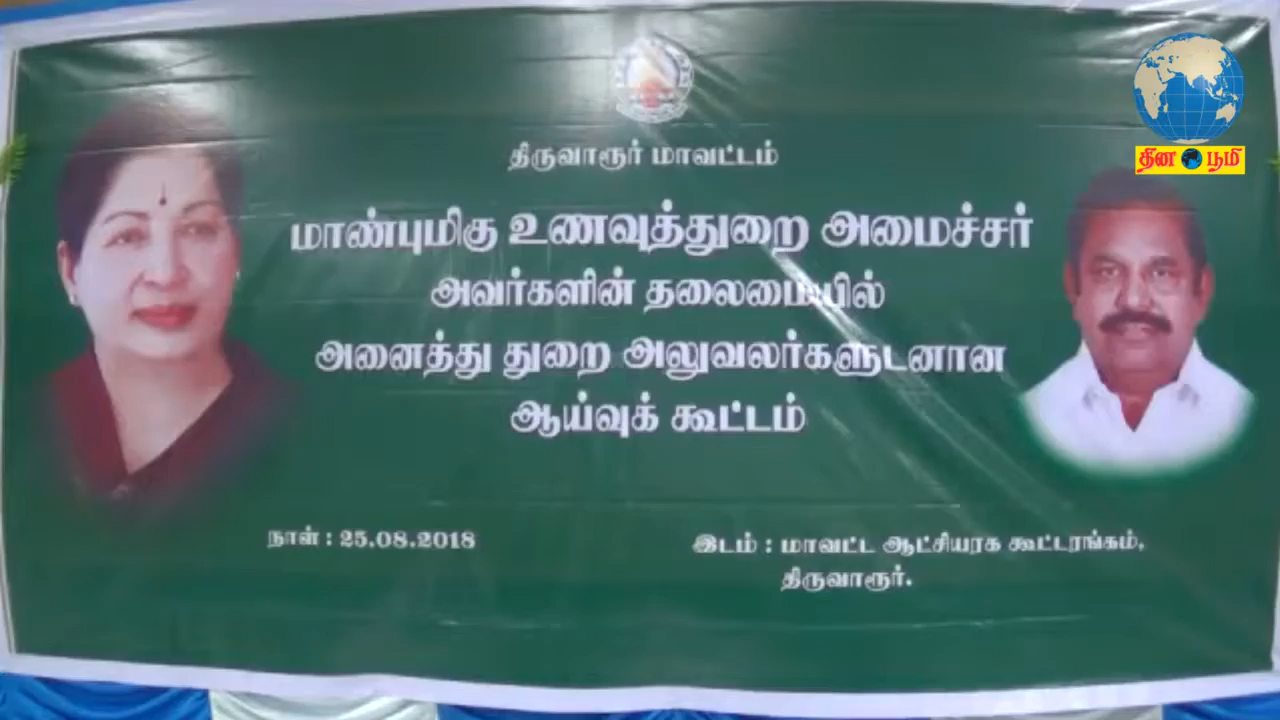 தின பூமி
திருவாரூர் மாவட்டம்
மாண்புமிகு உணவுத்துறை அமைச்சர்
அவர்களின் தலைமையில்
அனைத்து துறை அலுவலர்களுடனான
ஆய்வுக் கூட்டம்
நாள் : 25.08.2018
இடம் : மாவட்ட ஆட்சியரக கூட்டரங்கம்,
திருவாரூர்.